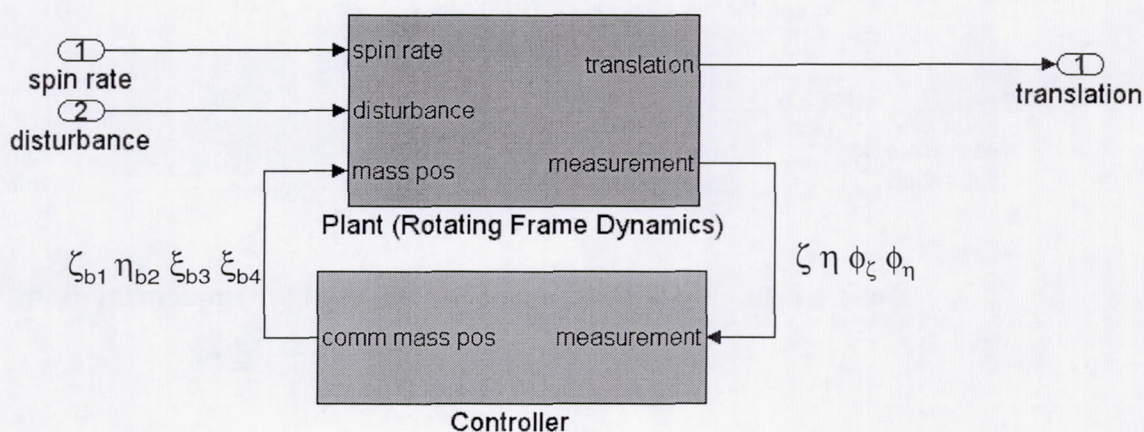 1
spin rate
2
disturbance
spin rate
disturbance
mass pos
translation
measurement
Plant (Rotating Frame Dynamics)
1
translation
ζb1 ηb2 ξb3 ξb4
ζ η ϕζ ϕη
comm mass pos
measurement
Controller